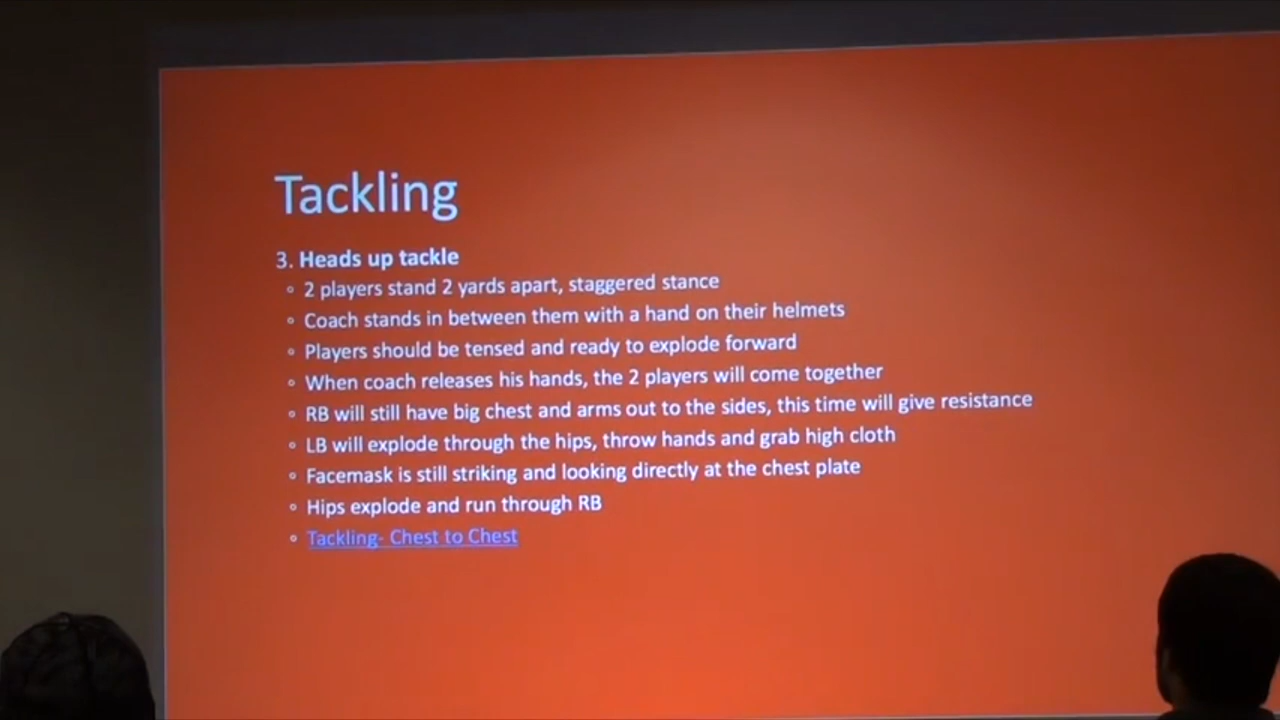 Tackling
3. Heads up tackle
◦ 2 players stand 2 yards apart, staggered stance
◦ Coach stands in between them with a hand on their helmets
◦ Players should be tensed and ready to explode forward
◦ When coach releases his hands, the 2 players will come together
◦ RB will still have big chest and arms out to the sides, this time will give resistance
◦ LB will explode through the hips, throw hands and grab high cloth
◦ Facemask is still striking and looking directly at the chest plate
◦ Hips explode and run through RB
◦ Tackling- Chest to Chest